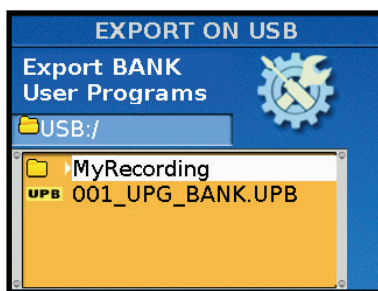 EXPORT ON USB
Export BANK
User Programs
USB:/
MyRecording
UPB 001_UPG_BANK.UPB